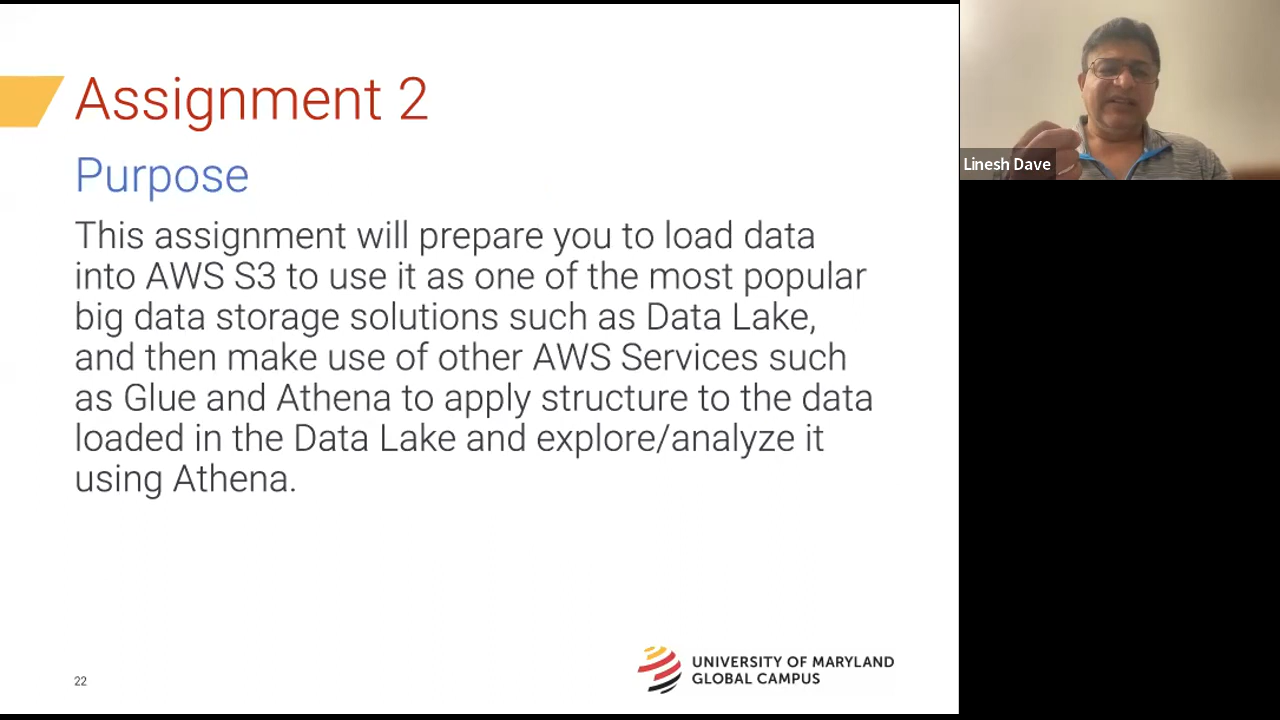 Assignment 2
Purpose
This assignment will prepare you to load data
into AWS S3 to use it as one of the most popular
big data storage solutions such as Data Lake,
and then make use of other AWS Services such
as Glue and Athena to apply structure to the data
loaded in the Data Lake and explore/analyze it
using Athena.
22
UNIVERSITY OF MARYLAND
GLOBAL CAMPUS
Linesh Dave